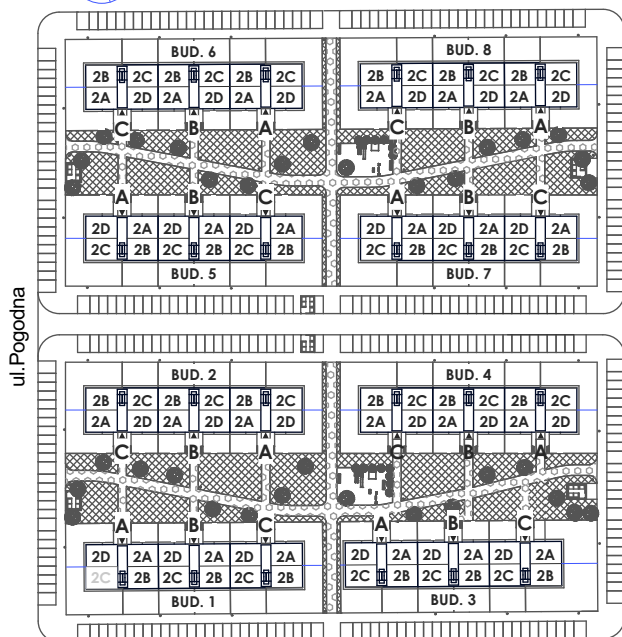 BUD. 6 BUD. 8
2B 2C 2B 2C 2B 2C 2B 2C 2B 2C 2B 2C
2A 2D 2A 2D 2A 2D 2A 2D 2A 2D 2A 2D
C B A C B A
A B C A B C
2D 2A 2D 2A 2D 2A 2D 2A 2D 2A 2D 2A
2C 2B 2C 2B 2C 2B 2C 2B 2C 2B 2C 2B
BUD. 5 BUD. 7
ul.Pogodna
BUD. 2 BUD. 4
2B 2C 2B 2C 2B 2C 2B 2C 2B 2C 2B 2C
2A 2D 2A 2D 2A 2D 2A 2D 2A 2D 2A 2D
C B A C B A
A B C A B C
2D 2A 2D 2A 2D 2A 2D 2A 2D 2A 2D 2A
2C 2B 2C 2B 2C 2B 2C 2B 2C 2B 2C 2B
BUD. 1 BUD. 3